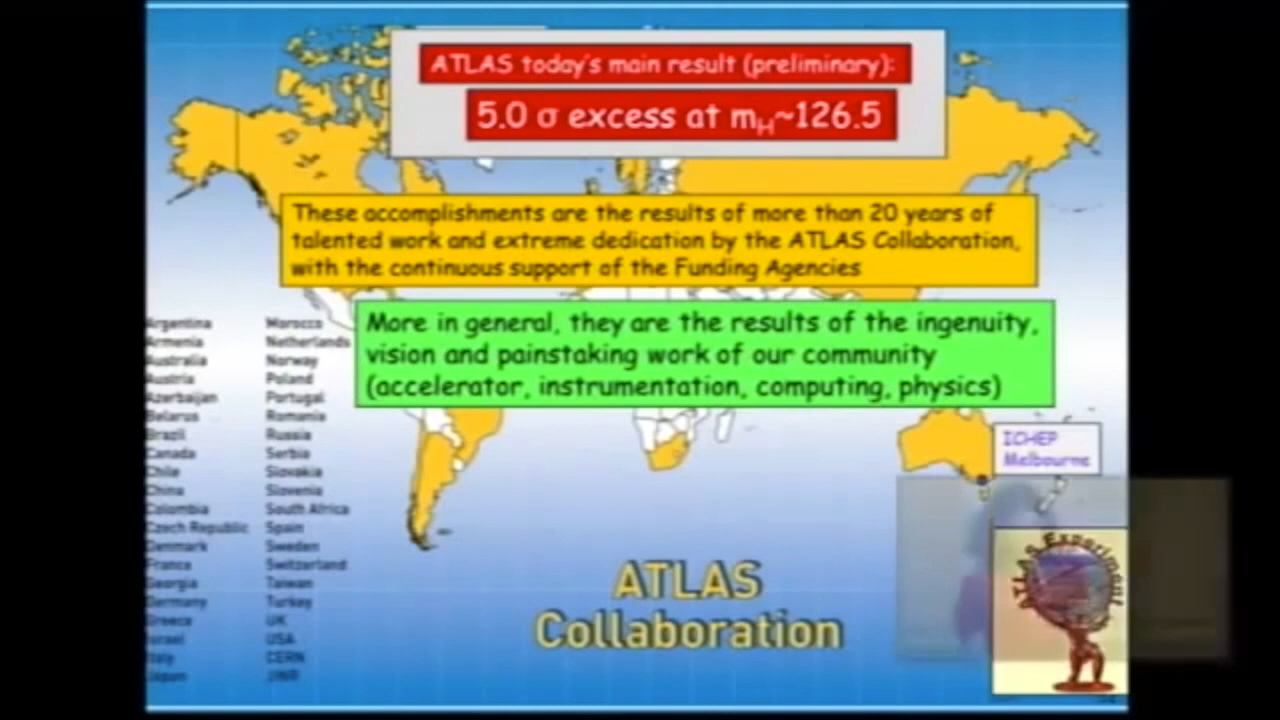 ATLAS today's main result (preliminary):
5.0 σ excess at mH~126.5
These accomplishments are the results of more than 20 years of
talented work and extreme dedication by the ATLAS Collaboration,
with the continuous support of the Funding Agencies
More in general, they are the results of the ingenuity,
vision and painstaking work of our community
(accelerator, instrumentation, computing, physics)
Argentina
Armenia
Australia
Austria
Azerbaijan
Belarus
Brazil
Canada
Chile
China
Colombia
Czech Republic
Denmark
France
Georgia
Germany
Greece
Israel
Italy
Japan
Morocco
Netherlands
Norway
Poland
Portugal
Romania
Russia
Serbia
Slovakia
Slovenia
South Africa
Spain
Sweden
Switzerland
Taiwan
Turkey
UK
USA
CERN
JINR
ICHEP
Melbourne
ATLAS
Collaboration
ATLAS Experiment